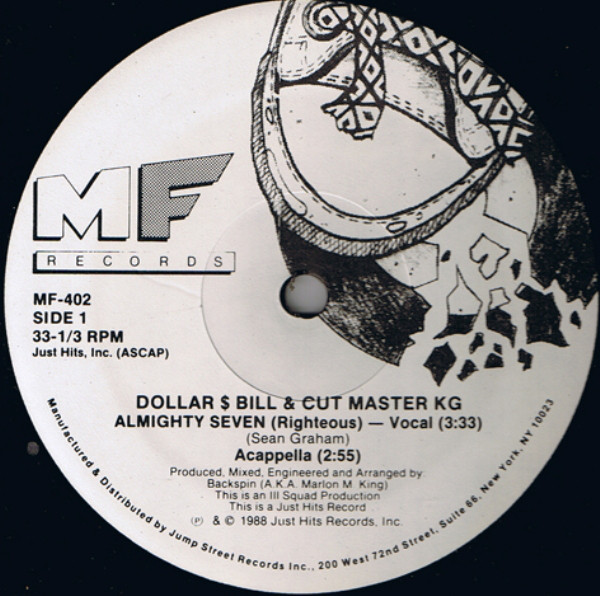 MF
RECORDS
MF-402
SIDE 1
33-1/3 RPM
Just Hits, Inc. (ASCAP)
DOLLAR $ BILL & CUT MASTER KG
ALMIGHTY SEVEN (Righteous) — Vocal (3:33)
(Sean Graham)
Acappella (2:55)
Produced, Mixed, Engineered and Arranged by
Backspin (A.K.A. Marlon M. King)
This is an Ill Squad Production
This is a Just Hits Record
℗ & © 1988 Just Hits Records, Inc.
Manufactured & Distributed by Jump Street Records Inc., 200 West 72nd Street, Suite 66, New York, NY 10023